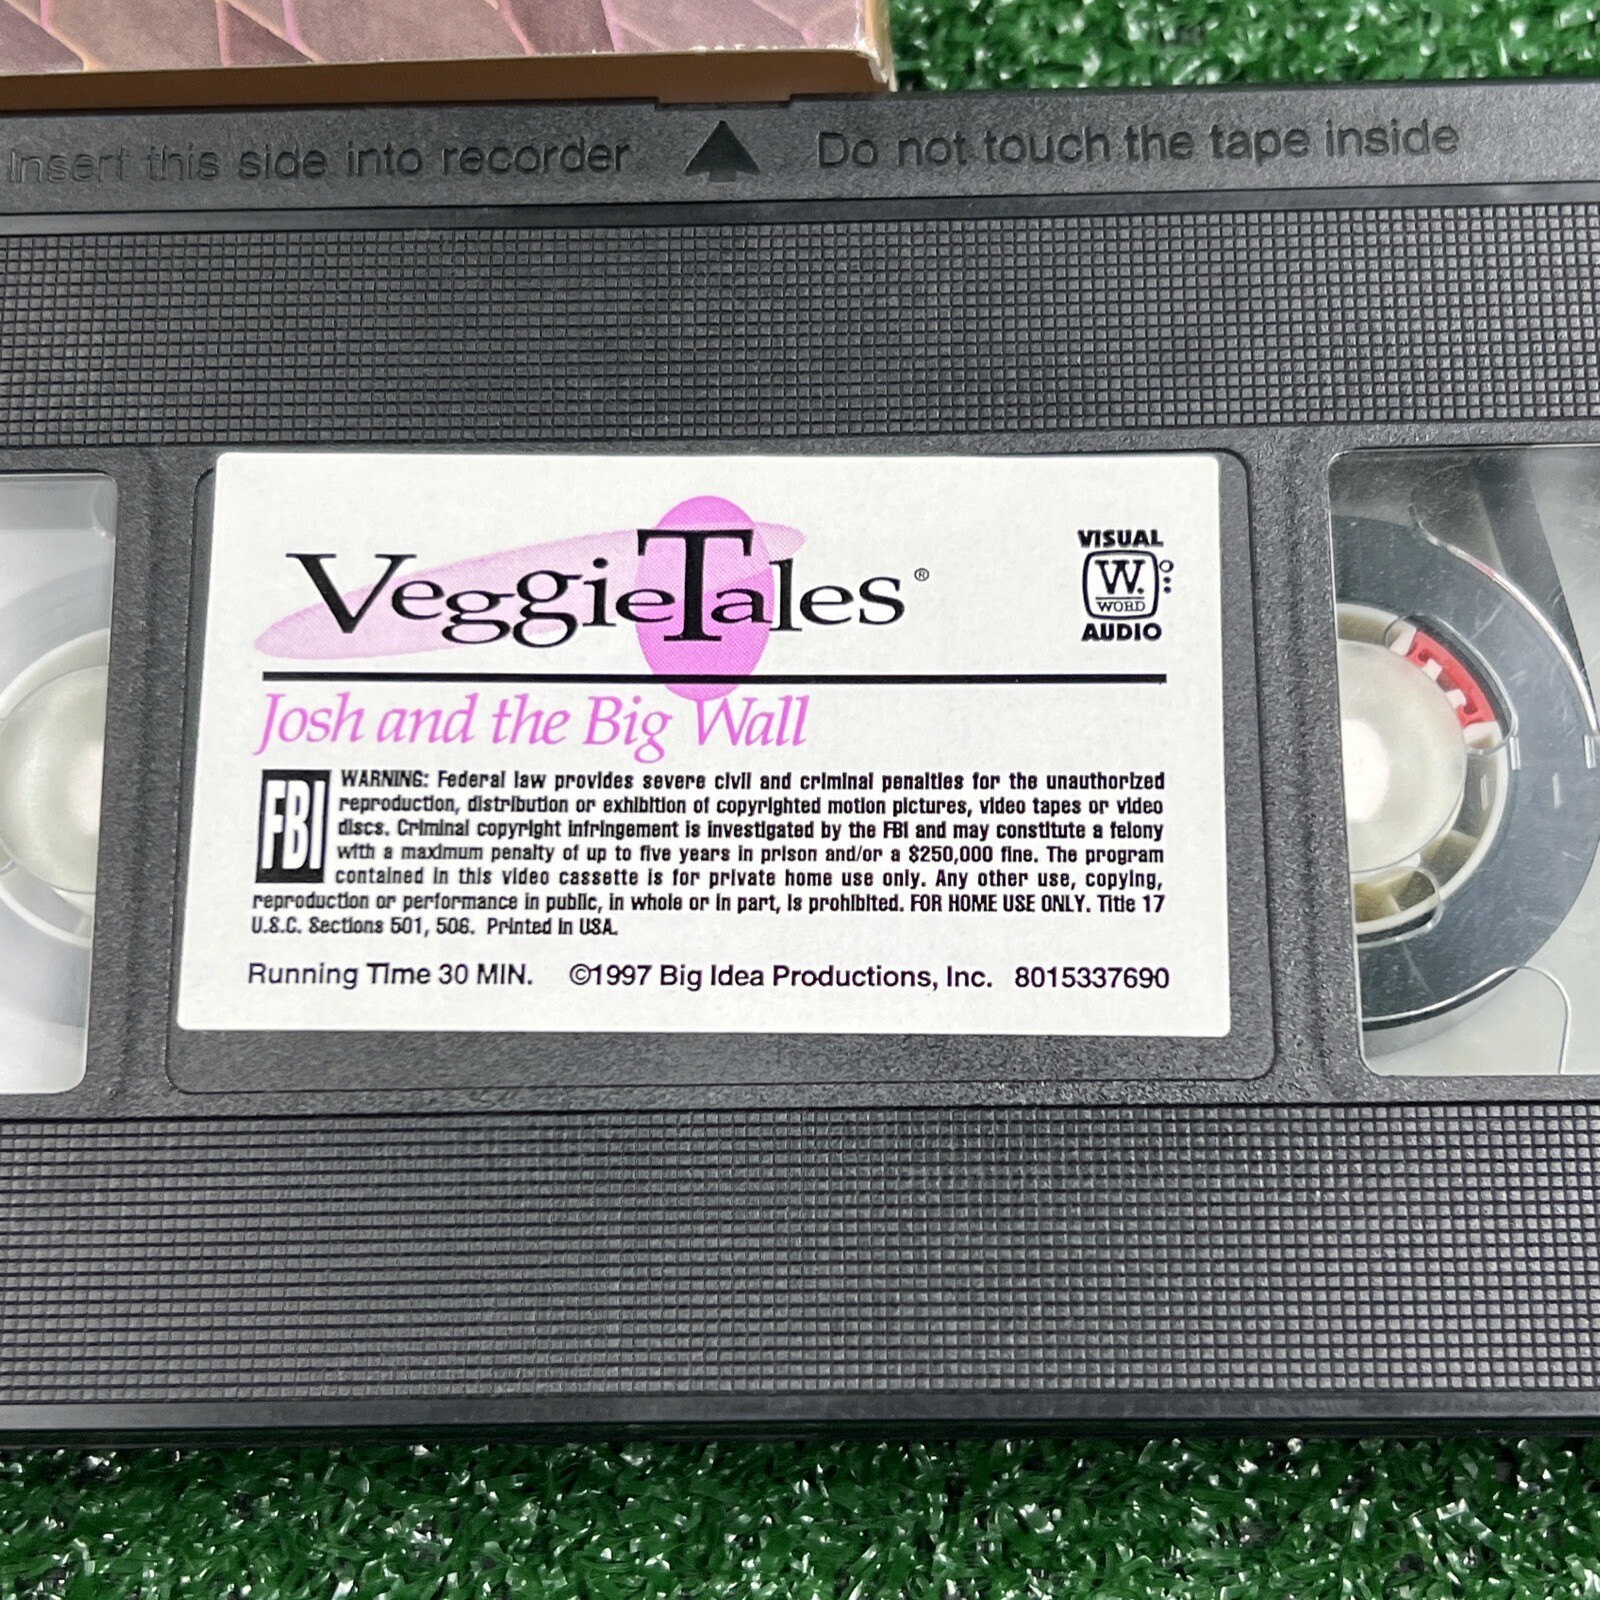 Insert this side into recorder Do not touch the tape inside
VeggieTales®
VISUAL
W.
WORD
AUDIO
Josh and the Big Wall
FBI
WARNING: Federal law provides severe civil and criminal penalties for the unauthorized
reproduction, distribution or exhibition of copyrighted motion pictures, video tapes or video
discs. Criminal copyright infringement is investigated by the FBI and may constitute a felony
with a maximum penalty of up to five years in prison and/or a $250,000 fine. The program
contained in this video cassette is for private home use only. Any other use, copying,
reproduction or performance in public, in whole or in part, is prohibited. FOR HOME USE ONLY. Title 17
U.S.C. Sections 501, 506. Printed in USA.
Running Time 30 MIN. ©1997 Big Idea Productions, Inc. 8015337690